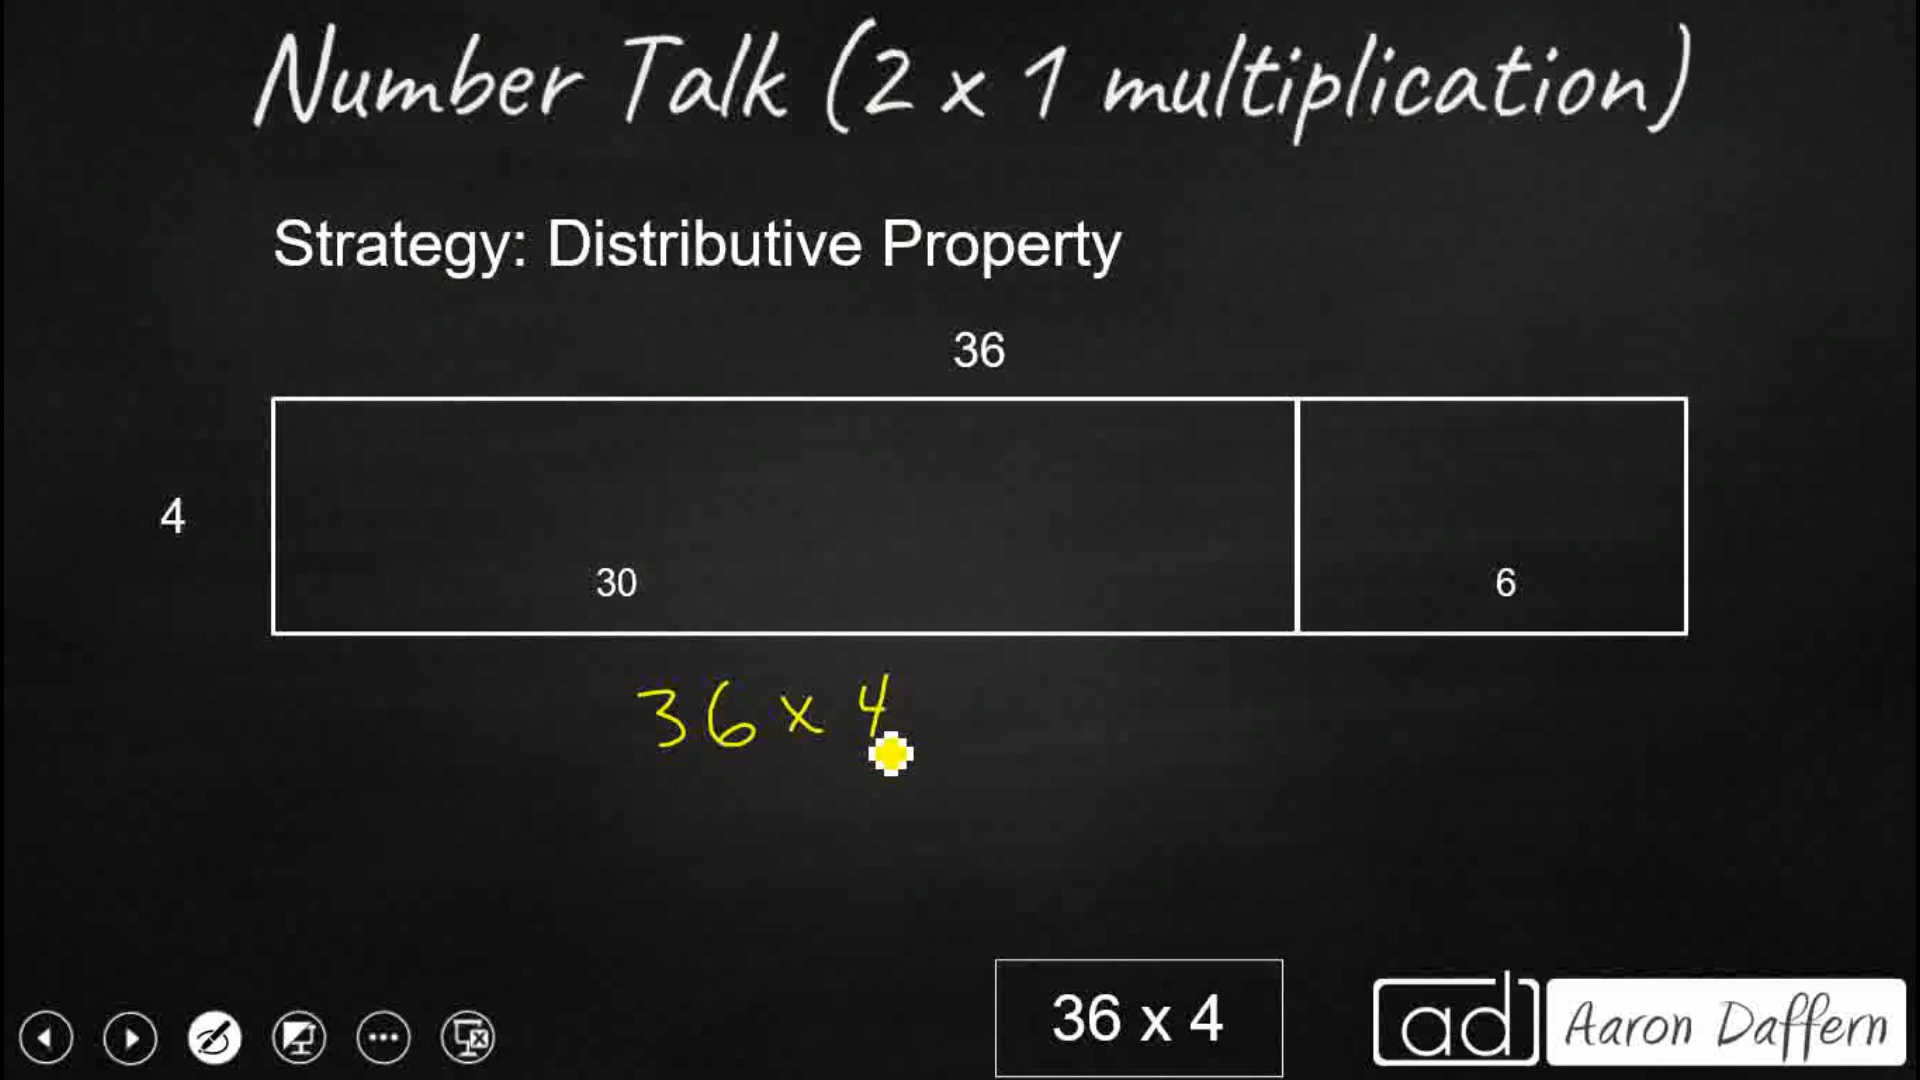 Number Talk (2 x 1 multiplication)
Strategy: Distributive Property
36
4
30 6
36 x 4
36 x 4
ad Aaron Daffern